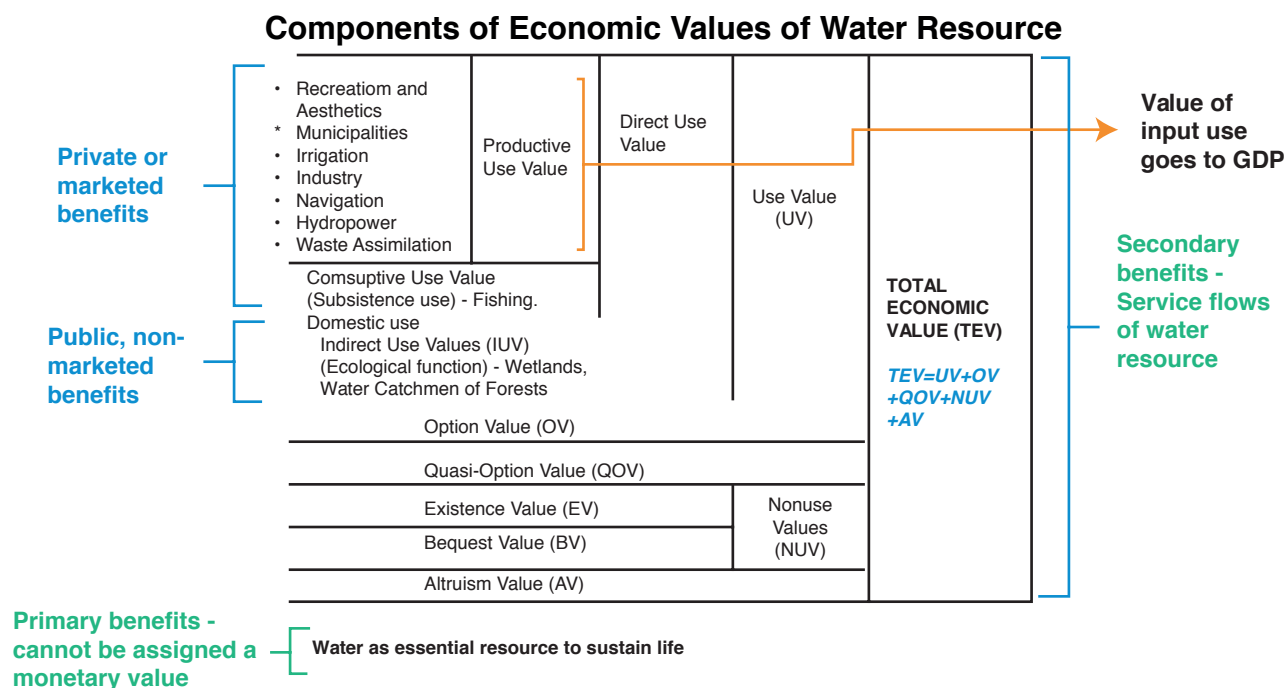 Components of Economic Values of Water Resource
Private or
marketed
benefits
• Recreatiom and
Aesthetics
* Municipalities
• Irrigation
• Industry
• Navigation
• Hydropower
• Waste Assimilation
Productive
Use Value
Direct Use
Value
Use Value
(UV)
Value of
input use
goes to GDP
Comsuptive Use Value
(Subsistence use) - Fishing.
Public, non-
marketed
benefits
Domestic use
Indirect Use Values (IUV)
(Ecological function) - Wetlands,
Water Catchmen of Forests
TOTAL
ECONOMIC
VALUE (TEV)
TEV=UV+OV
+QOV+NUV
+AV
Secondary
benefits -
Service flows
of water
resource
Option Value (OV)
Quasi-Option Value (QOV)
Existence Value (EV)
Bequest Value (BV)
Nonuse
Values
(NUV)
Altruism Value (AV)
Primary benefits -
cannot be assigned a
monetary value
Water as essential resource to sustain life